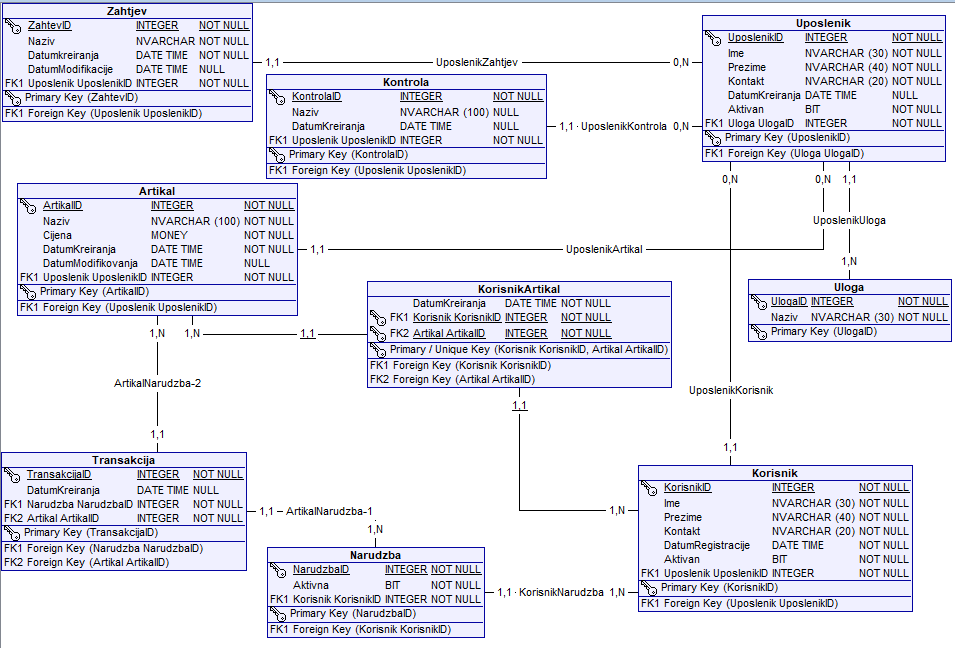 Zahtjev
ZahtevID INTEGER NOT NULL
Naziv NVARCHAR NOT NULL
Datumkreiranja DATE TIME NOT NULL
DatumModifikacije DATE TIME NULL
FK1 Uposlenik UposlenikID INTEGER NOT NULL
Primary Key (ZahtevID)
FK1 Foreign Key (Uposlenik UposlenikID)
1,1 UposlenikZahtjev 0,N
Uposlenik
UposlenikID INTEGER NOT NULL
Ime NVARCHAR (30) NOT NULL
Prezime NVARCHAR (40) NOT NULL
Kontakt NVARCHAR (20) NOT NULL
DatumKreiranja DATE TIME NULL
Aktivan BIT NOT NULL
FK1 Uloga UlogaID INTEGER NOT NULL
Primary Key (UposlenikID)
FK1 Foreign Key (Uloga UlogaID)
Kontrola
KontrolaID INTEGER NOT NULL
Naziv NVARCHAR (100) NULL
DatumKreiranja DATE TIME NULL
FK1 Uposlenik UposlenikID INTEGER NOT NULL
Primary Key (KontrolaID)
FK1 Foreign Key (Uposlenik UposlenikID)
1,1 UposlenikKontrola 0,N
0,N 0,N 1,1
Artikal
ArtikalID INTEGER NOT NULL
Naziv NVARCHAR (100) NOT NULL
Cijena MONEY NOT NULL
DatumKreiranja DATE TIME NOT NULL
DatumModifikovanja DATE TIME NULL
FK1 Uposlenik UposlenikID INTEGER NOT NULL
Primary Key (ArtikalID)
FK1 Foreign Key (Uposlenik UposlenikID)
UposlenikUloga
1,1 UposlenikArtikal
1,N
Uloga
UlogaID INTEGER NOT NULL
Naziv NVARCHAR (30) NOT NULL
Primary Key (UlogaID)
KorisnikArtikal
DatumKreiranja DATE TIME NOT NULL
FK1 Korisnik KorisnikID INTEGER NOT NULL
FK2 Artikal ArtikalID INTEGER NOT NULL
Primary / Unique Key (Korisnik KorisnikID, Artikal ArtikalID)
FK1 Foreign Key (Korisnik KorisnikID)
FK2 Foreign Key (Artikal ArtikalID)
1,N 1,N 1,1
ArtikalNarudzba-2
UposlenikKorisnik
1,1
1,1
1,1
Transakcija
TransakcijaID INTEGER NOT NULL
DatumKreiranja DATE TIME NULL
FK1 Narudzba NarudzbaID INTEGER NOT NULL
FK2 Artikal ArtikalID INTEGER NOT NULL
Primary Key (TransakcijaID)
FK1 Foreign Key (Narudzba NarudzbaID)
FK2 Foreign Key (Artikal ArtikalID)
1,1 ArtikalNarudzba-1
1,N
1,N
Korisnik
KorisnikID INTEGER NOT NULL
Ime NVARCHAR (30) NOT NULL
Prezime NVARCHAR (40) NOT NULL
Kontakt NVARCHAR (20) NOT NULL
DatumRegistracije DATE TIME NOT NULL
Aktivan BIT NOT NULL
FK1 Uposlenik UposlenikID INTEGER NOT NULL
Primary Key (KorisnikID)
FK1 Foreign Key (Uposlenik UposlenikID)
Narudzba
NarudzbaID INTEGER NOT NULL
Aktivna BIT NOT NULL
FK1 Korisnik KorisnikID INTEGER NOT NULL
Primary Key (NarudzbaID)
FK1 Foreign Key (Korisnik KorisnikID)
1,1 KorisnikNarudzba 1,N